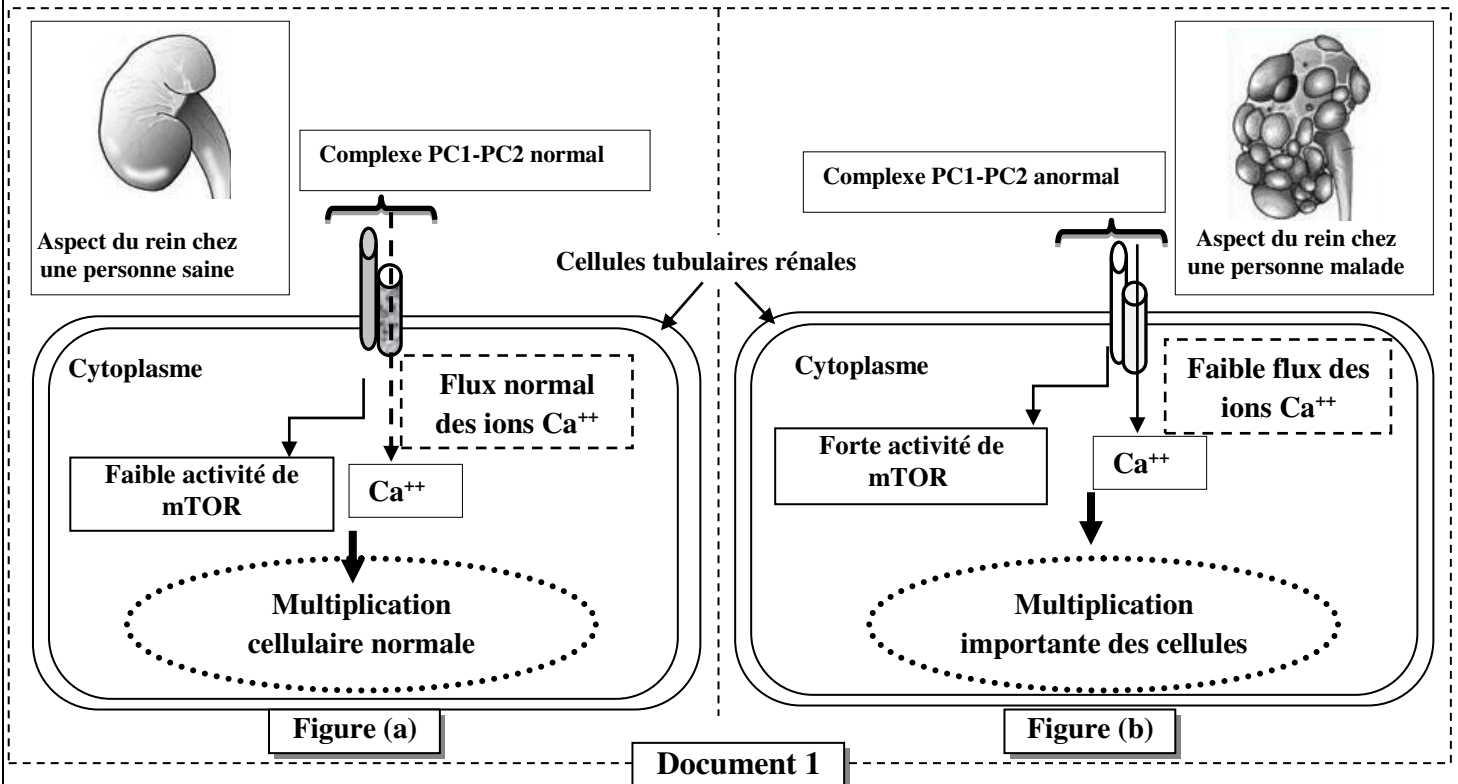 Complexe PC1-PC2 normal
Aspect du rein chez
une personne saine
Cytoplasme
Flux normal
des ions Ca⁺⁺
Faible activité de
mTOR
Ca⁺⁺
Multiplication
cellulaire normale
Figure (a)
Cellules tubulaires rénales
Complexe PC1-PC2 anormal
Aspect du rein chez
une personne malade
Cytoplasme
Faible flux des
ions Ca⁺⁺
Forte activité de
mTOR
Ca⁺⁺
Multiplication
importante des cellules
Figure (b)
Document 1